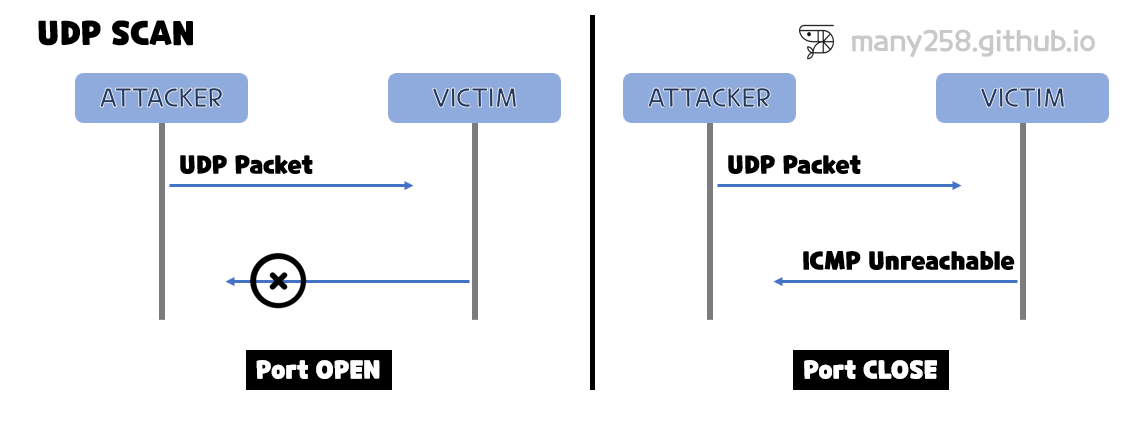 UDP SCAN
many258.github.io
ATTACKER
VICTIM
UDP Packet
Port OPEN
ATTACKER
VICTIM
UDP Packet
ICMP Unreachable
Port CLOSE